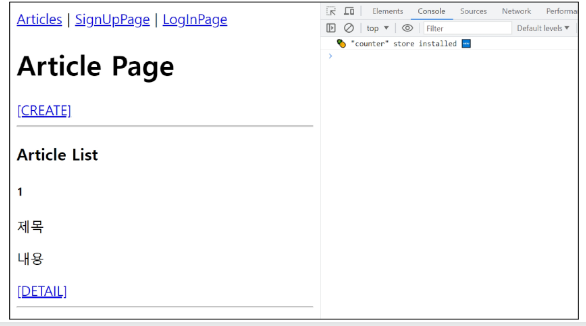 Articles | SignUpPage | LogInPage
Article Page
[CREATE]
Article List
1
제목
내용
[DETAIL]
Elements Console Sources Network Performa
top ▼ Filter Default levels ▼
🍍 "counter" store installed 🆕
>